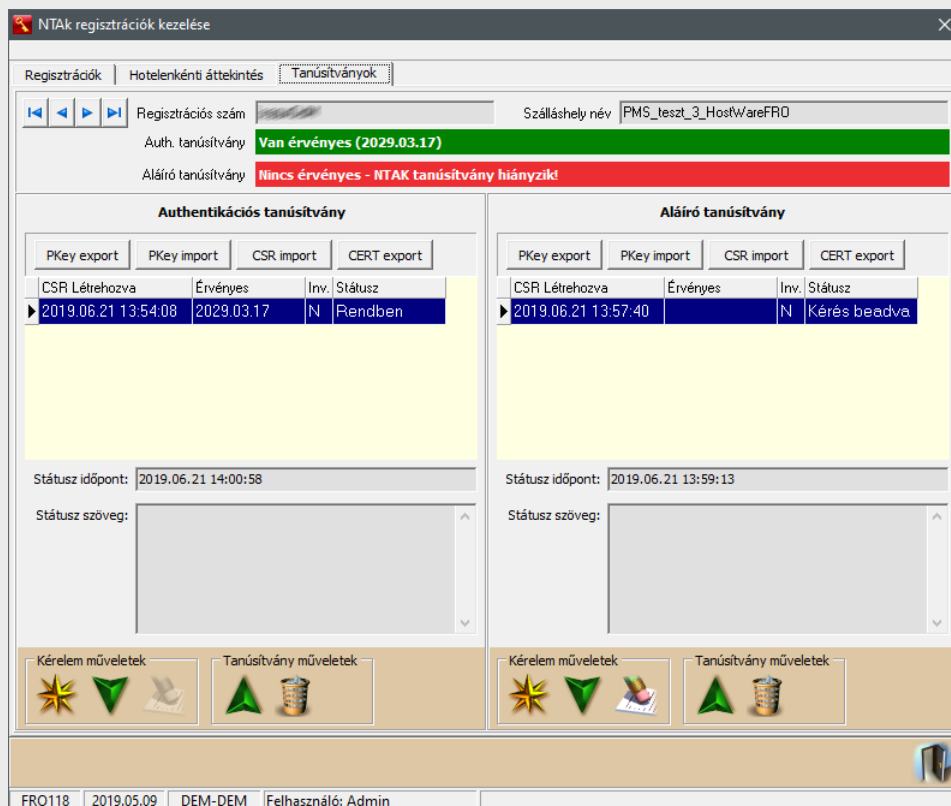 NTAk regisztrációk kezelése
Regisztrációk Hotelenkénti áttekintés Tanúsítványok
Regisztrációs szám Szálláshely név PMS_teszt_3_HostWareFRO
Auth. tanúsítvány Van érvényes (2029.03.17)
Aláíró tanúsítvány Nincs érvényes - NTAK tanúsítvány hiányzik!
Authentikációs tanúsítvány Aláíró tanúsítvány
PKey export PKey import CSR import CERT export PKey export PKey import CSR import CERT export
CSR Létrehozva Érvényes Inv. Státusz CSR Létrehozva Érvényes Inv. Státusz
2019.06.21 13:54:08 2029.03.17 N Rendben 2019.06.21 13:57:40 N Kérés beadva
Státusz időpont: 2019.06.21 14:00:58 Státusz időpont: 2019.06.21 13:59:13
Státusz szöveg: Státusz szöveg:
Kérelem műveletek Tanúsítvány műveletek Kérelem műveletek Tanúsítvány műveletek
FRO118 2019.05.09 DEM-DEM Felhasználó: Admin